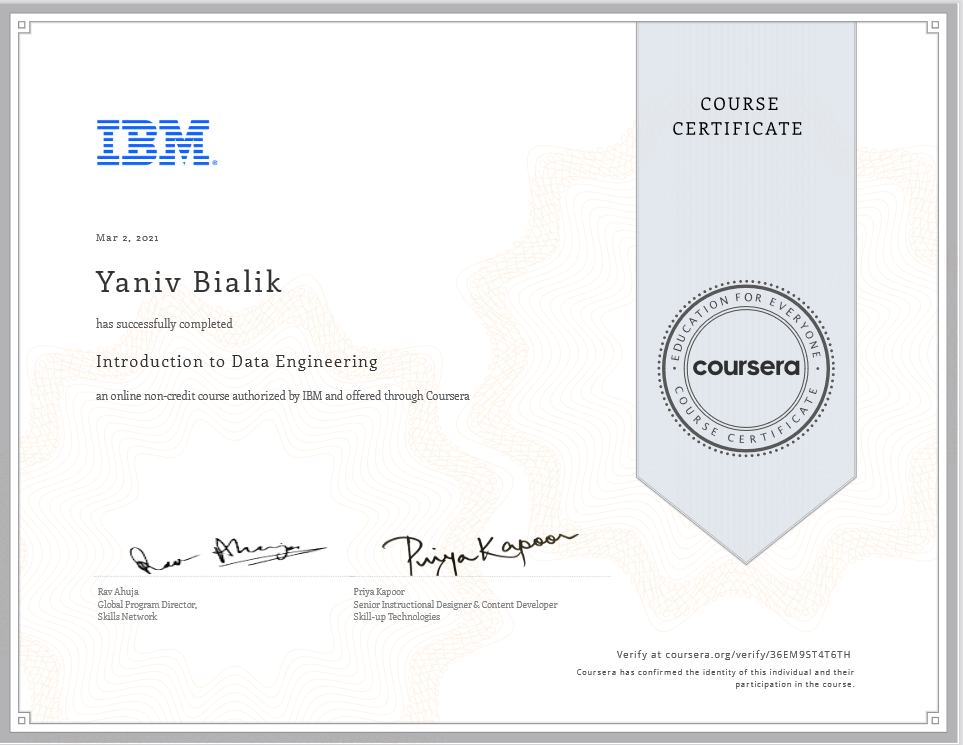 COURSE
CERTIFICATE
IBM®
Mar 2, 2021
Yaniv Bialik
has successfully completed
Introduction to Data Engineering
an online non-credit course authorized by IBM and offered through Coursera
EDUCATION FOR EVERYONE
coursera
COURSE CERTIFICATE
Rav Ahuja
Priya Kapoor
Rav Ahuja
Global Program Director,
Skills Network
Priya Kapoor
Senior Instructional Designer & Content Developer
Skill-up Technologies
Verify at coursera.org/verify/36EM95T4T6TH
Coursera has confirmed the identity of this individual and their
participation in the course.